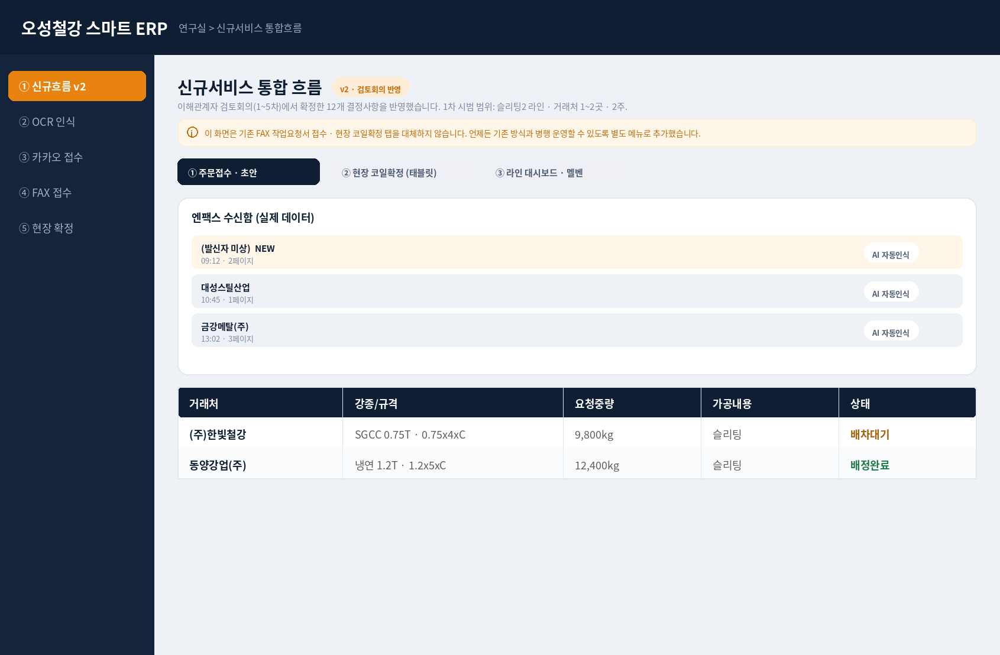 오성철강 스마트 ERP
연구실 > 신규서비스 통합흐름
① 신규흐름 v2
② OCR 인식
③ 카카오 접수
④ FAX 접수
⑤ 현장 확정
신규서비스 통합 흐름
v2 · 검토회의 반영
이해관계자 검토회의(1~5차)에서 확정한 12개 결정사항을 반영했습니다. 1차 시범 범위: 슬리팅2 라인 · 거래처 1~2곳 · 2주.
이 화면은 기존 FAX 작업요청서 접수 · 현장 코일확정 탭을 대체하지 않습니다. 언제든 기존 방식과 병행 운영할 수 있도록 별도 메뉴로 추가했습니다.
① 주문접수 · 초안
② 현장 코일확정 (태블릿)
③ 라인 대시보드 · 멜벤
엔팩스 수신함 (실제 데이터)
(발신자 미상) NEW
09:12 · 2페이지
AI 자동인식
대성스틸산업
10:45 · 1페이지
AI 자동인식
금강메탈(주)
13:02 · 3페이지
AI 자동인식
거래처 강종/규격 요청중량 가공내용 상태
(주)한빛철강 SGCC 0.75T · 0.75x4xC 9,800kg 슬리팅 배차대기
동양강업(주) 냉연 1.2T · 1.2x5xC 12,400kg 슬리팅 배정완료